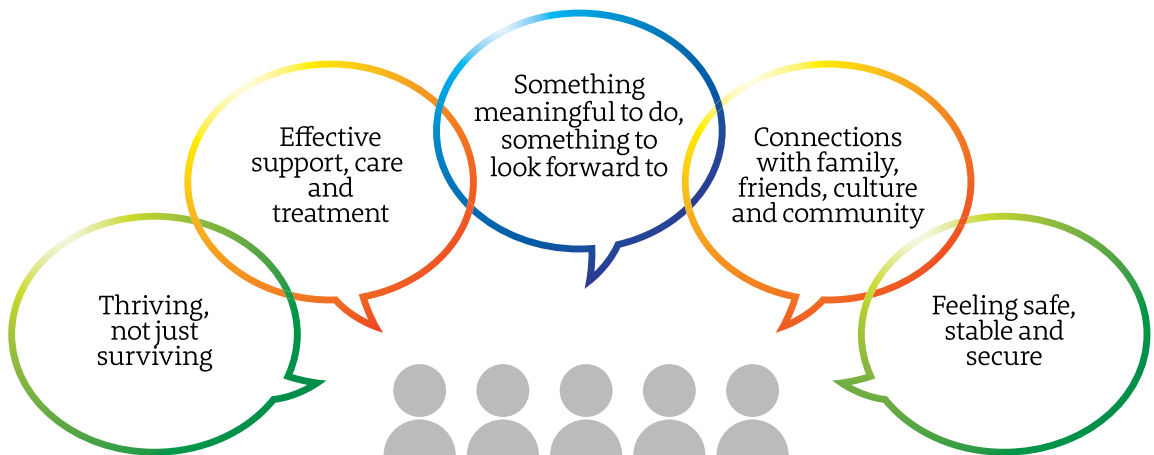 Thriving,
not just
surviving
Effective
support, care
and
treatment
Something
meaningful to do,
something to
look forward to
Connections
with family,
friends, culture
and community
Feeling safe,
stable and
secure